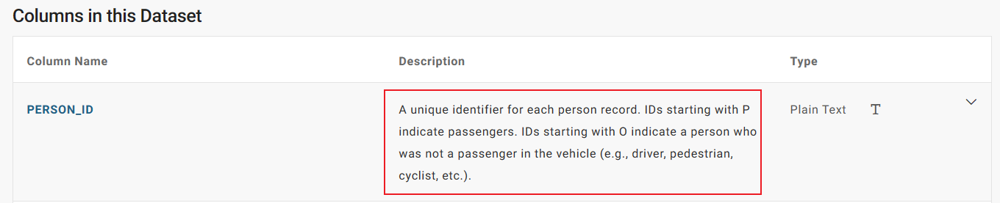 Columns in this Dataset
Column Name Description Type
PERSON_ID A unique identifier for each person record. IDs starting with P Plain Text T
indicate passengers. IDs starting with O indicate a person who
was not a passenger in the vehicle (e.g., driver, pedestrian,
cyclist, etc.).